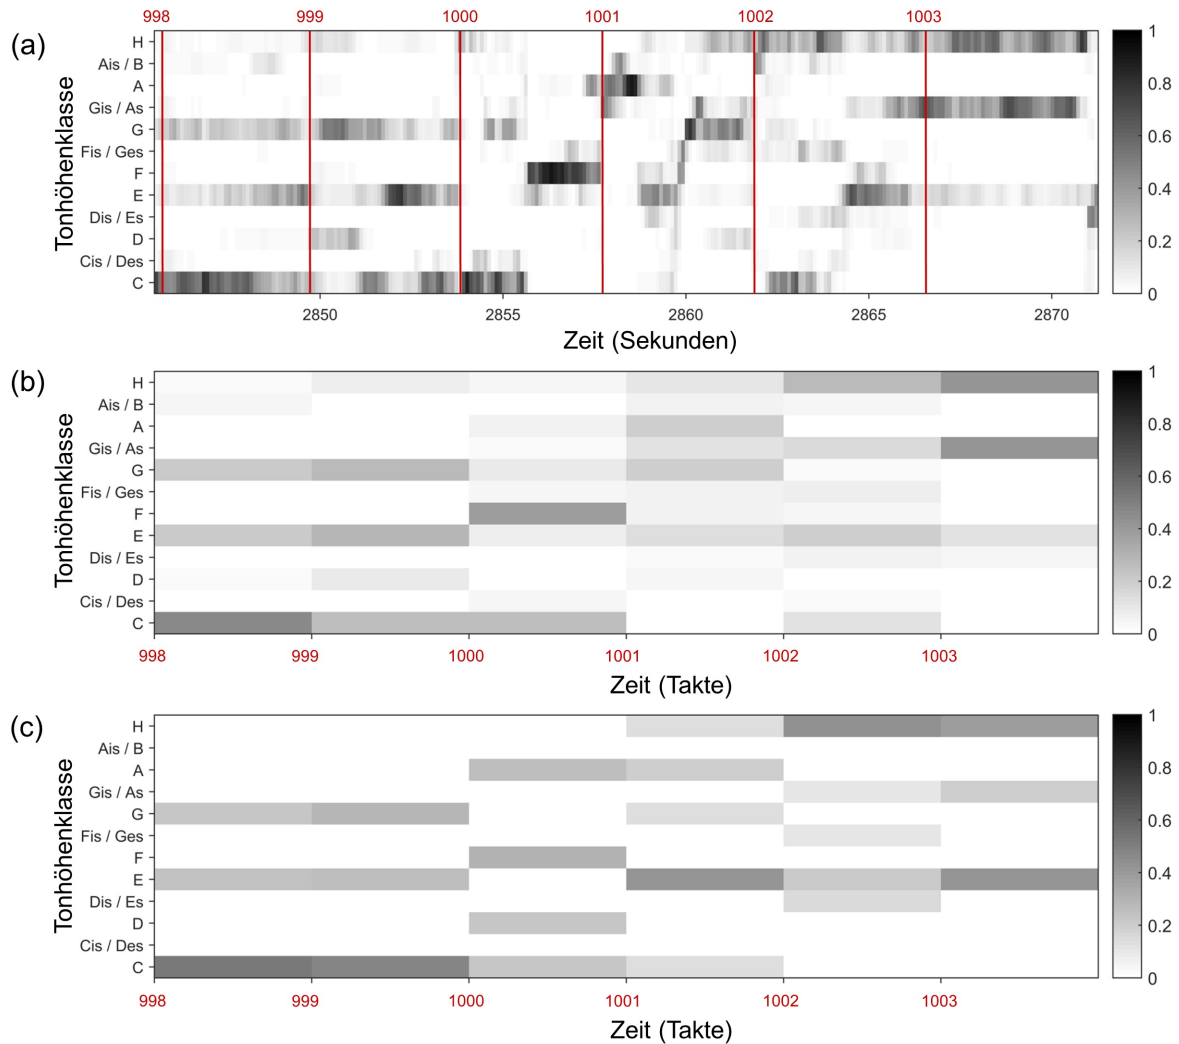 998 999 1000 1001 1002 1003
(a)
Tonhöhenklasse
H
Ais / B
A
Gis / As
G
Fis / Ges
F
E
Dis / Es
D
Cis / Des
C
1
0.8
0.6
0.4
0.2
0
2850 2855 2860 2865 2870
Zeit (Sekunden)
(b)
Tonhöhenklasse
H
Ais / B
A
Gis / As
G
Fis / Ges
F
E
Dis / Es
D
Cis / Des
C
1
0.8
0.6
0.4
0.2
0
998 999 1000 1001 1002 1003
Zeit (Takte)
(c)
Tonhöhenklasse
H
Ais / B
A
Gis / As
G
Fis / Ges
F
E
Dis / Es
D
Cis / Des
C
1
0.8
0.6
0.4
0.2
0
998 999 1000 1001 1002 1003
Zeit (Takte)